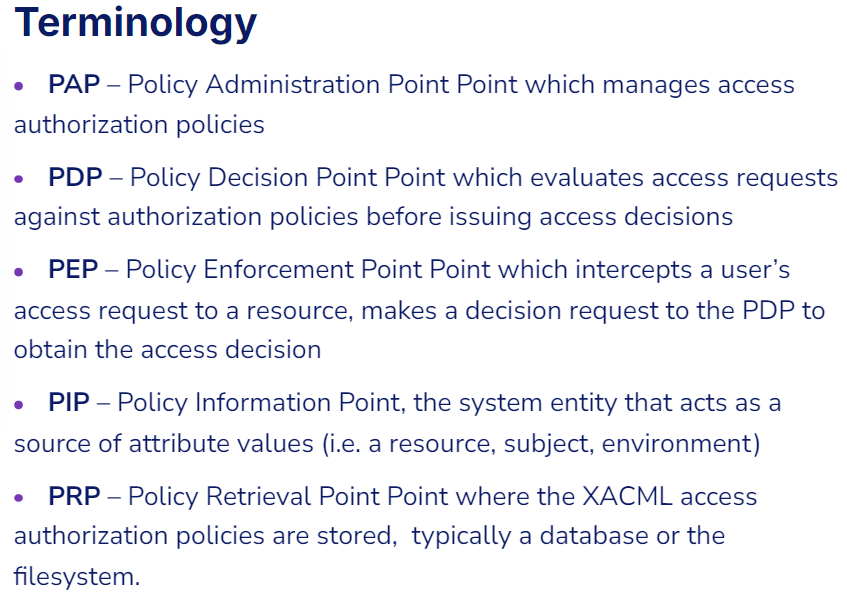 Terminology
• PAP – Policy Administration Point Point which manages access
authorization policies
• PDP – Policy Decision Point Point which evaluates access requests
against authorization policies before issuing access decisions
• PEP – Policy Enforcement Point Point which intercepts a user’s
access request to a resource, makes a decision request to the PDP to
obtain the access decision
• PIP – Policy Information Point, the system entity that acts as a
source of attribute values (i.e. a resource, subject, environment)
• PRP – Policy Retrieval Point Point where the XACML access
authorization policies are stored,  typically a database or the
filesystem.